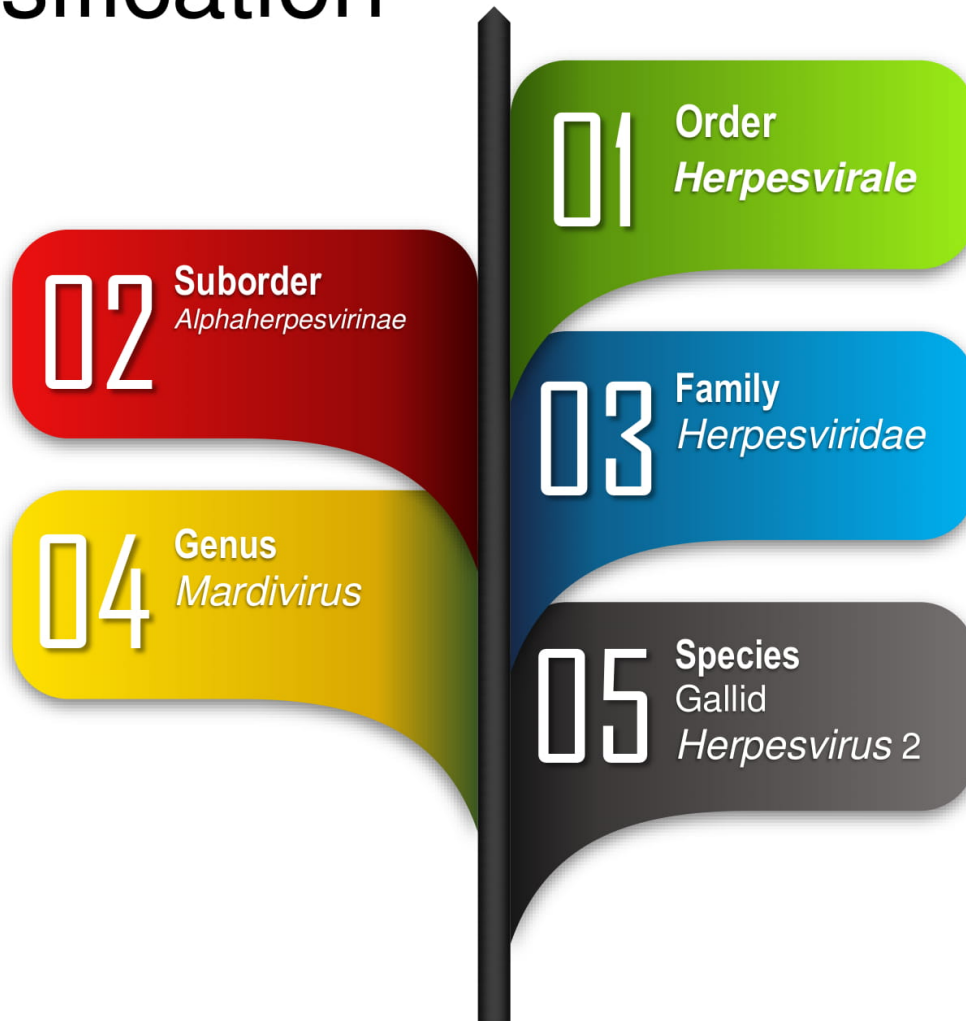 sification
01
Order
Herpesvirale
02
Suborder
Alphaherpesvirinae
03
Family
Herpesviridae
04
Genus
Mardivirus
05
Species
Gallid
Herpesvirus 2